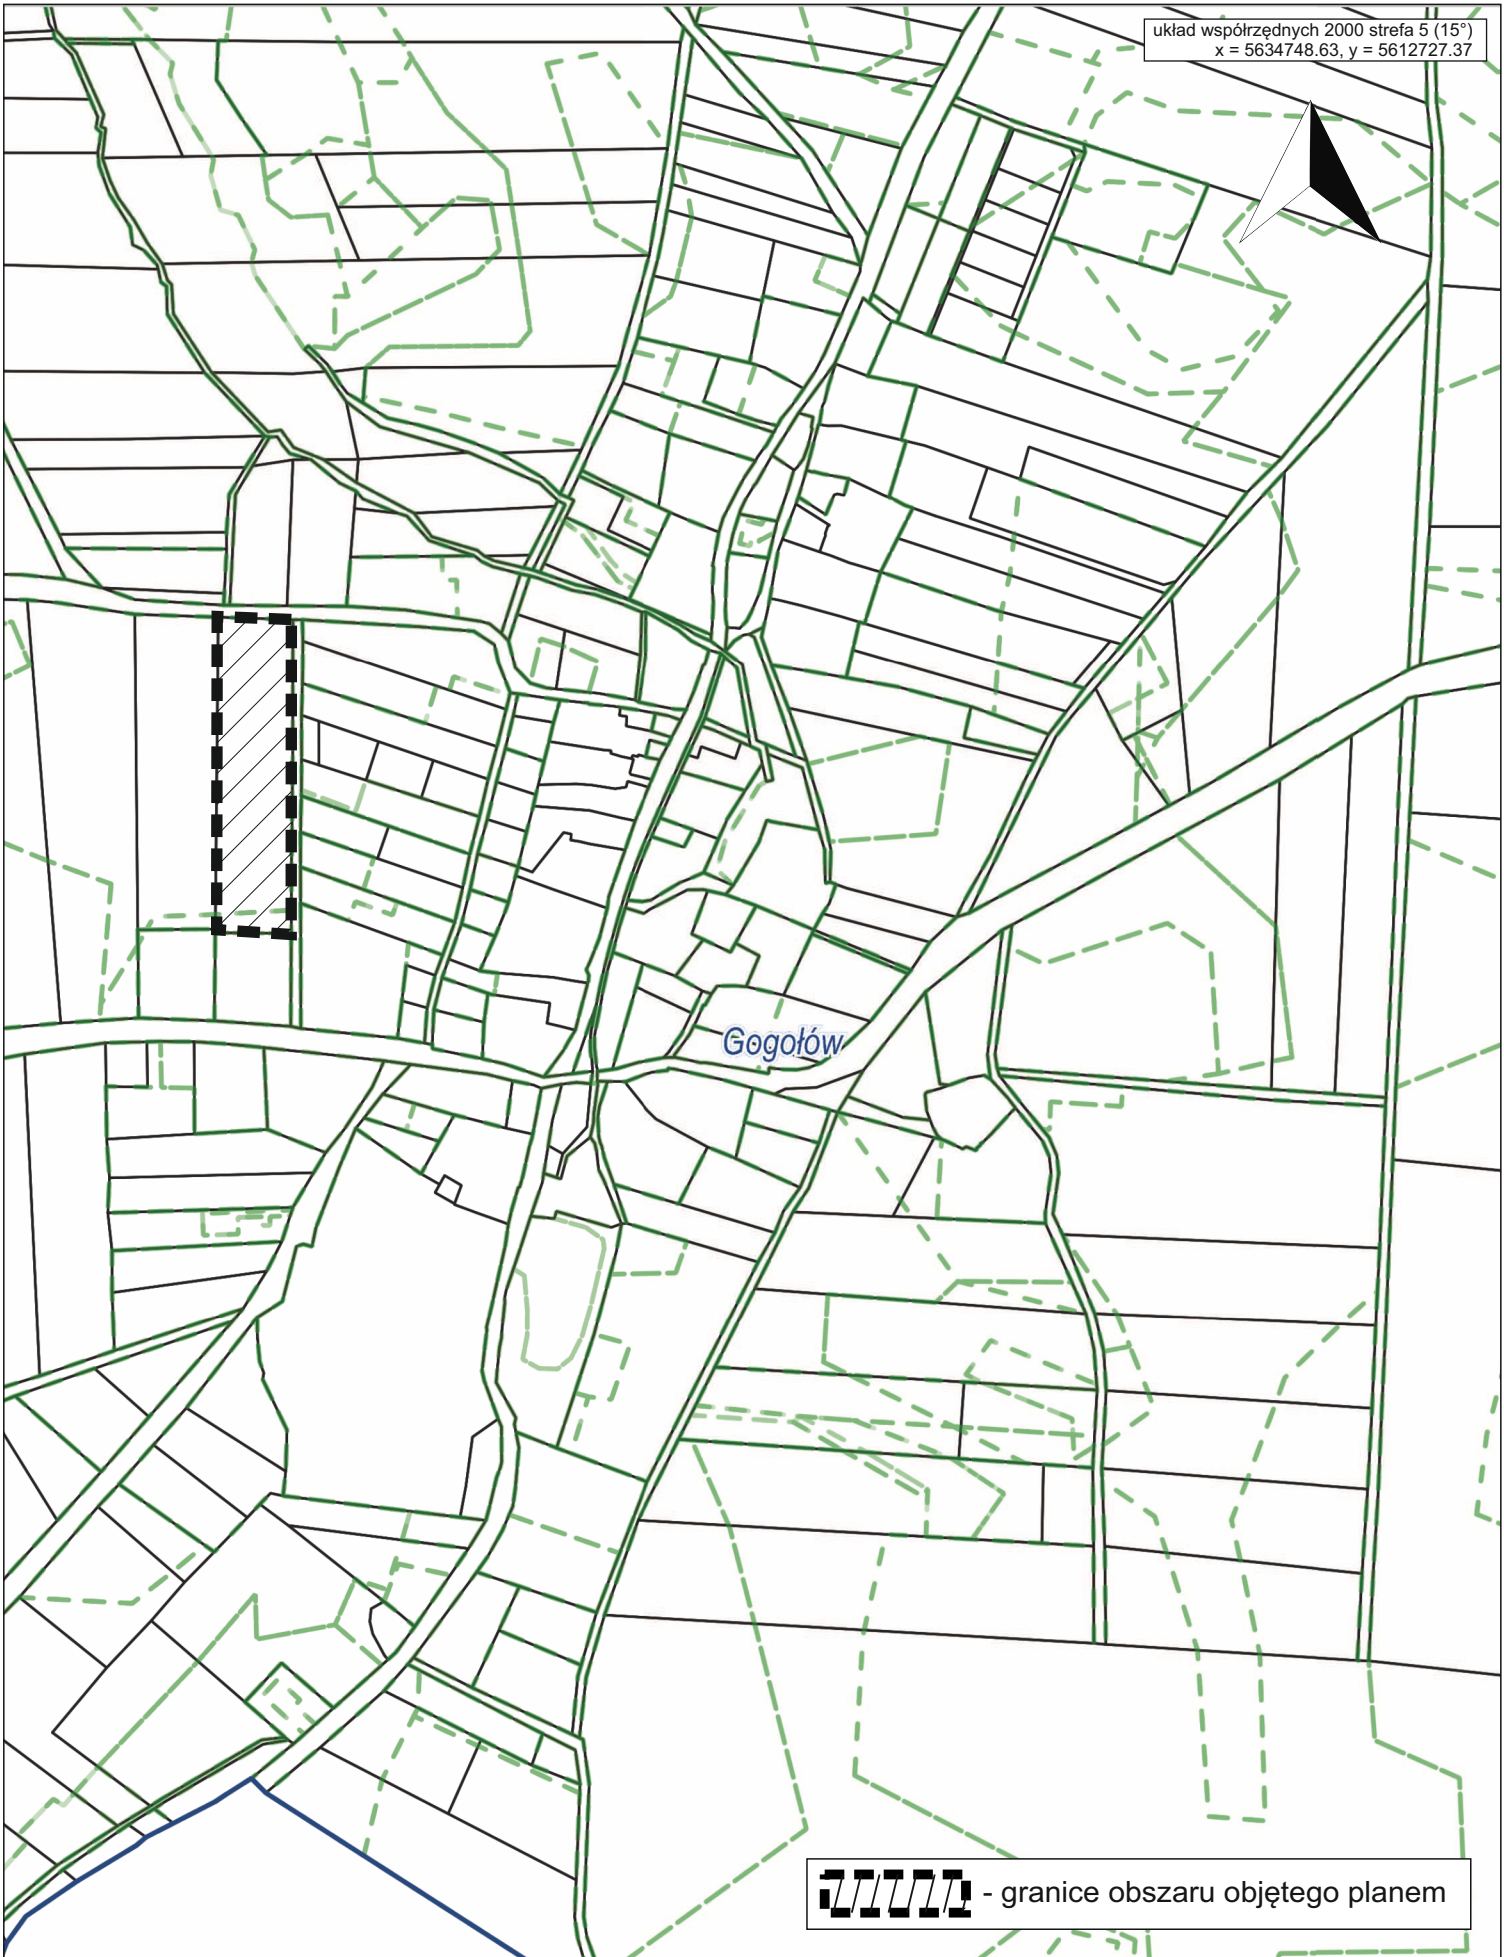 układ współrzędnych 2000 strefa 5 (15°)
x = 5634748.63, y = 5612727.37
Gogołów
- granice obszaru objętego planem